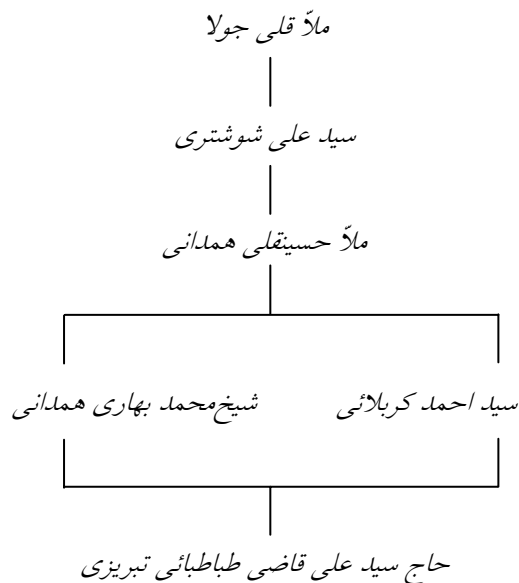 ملاّ قلی جولا
سید علی شوشتری
ملاّ حسینقلی همدانی
سید احمد کربلائی
شیخ‌محمد بهاری همدانی
حاج سید علی قاضی طباطبائی تبریزی